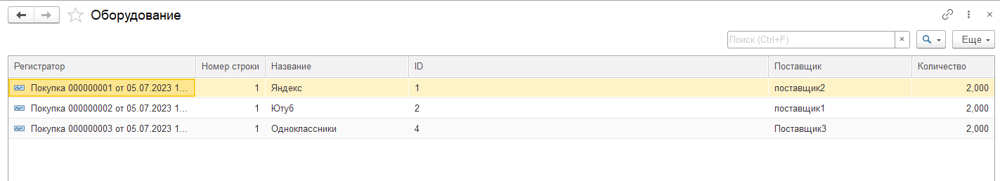 Оборудование
Поиск (Ctrl+F) × Еще
Регистратор Номер строки Название ID Поставщик Количество
Покупка 000000001 от 05.07.2023 1... 1 Яндекс 1 поставщик2 2,000
Покупка 000000002 от 05.07.2023 1... 1 Ютуб 2 поставщик1 2,000
Покупка 000000003 от 05.07.2023 1... 1 Одноклассники 4 Поставщик3 2,000